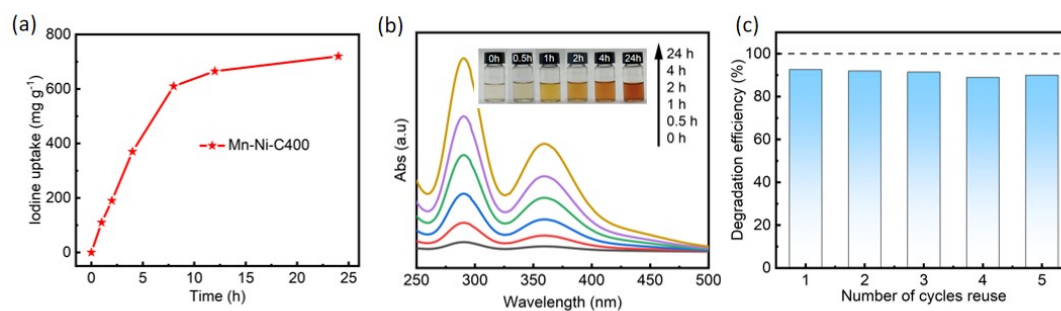 (a)
800
600
400
200
0
Iodine uptake (mg g⁻¹)
Mn-Ni-C400
0 5 10 15 20 25
Time (h)
(b)
Abs (a.u)
0h 0.5h 1h 2h 4h 24h
24 h
4 h
2 h
1 h
0.5 h
0 h
250 300 350 400 450 500
Wavelength (nm)
(c)
Degradation efficiency (%)
100
80
60
40
20
0
1 2 3 4 5
Number of cycles reuse